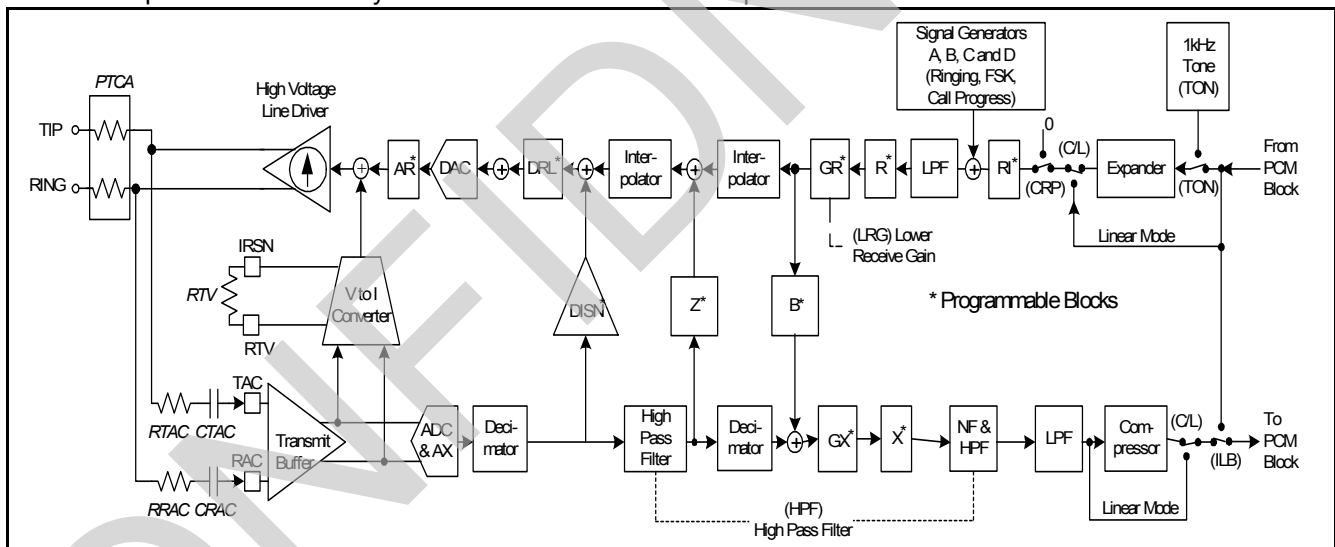 Signal Generators
A, B, C and D
(Ringing, FSK,
Call Progress)
1kHz
Tone
(TON)
PTCA
High Voltage
Line Driver
TIP
RING
AR*
DAC
DRL*
Inter-
polator
Inter-
polator
GR*
R*
LPF
RI*
0
(CRP)
(C/L)
Expander
(TON)
From
PCM
Block
Linear Mode
(LRG) Lower
Receive Gain
IRSN
RTV
RTV
V to I
Converter
DISN*
Z*
B*
* Programmable Blocks
TAC
RTAC CTAC
RAC
RRAC CRAC
Transmit
Buffer
ADC
& AX
Deci-
mator
High
Pass
Filter
Deci-
mator
GX*
X*
NF &
HPF
LPF
Com-
pressor
(C/L)
(ILB)
To
PCM
Block
Linear Mode
(HPF)
High Pass Filter